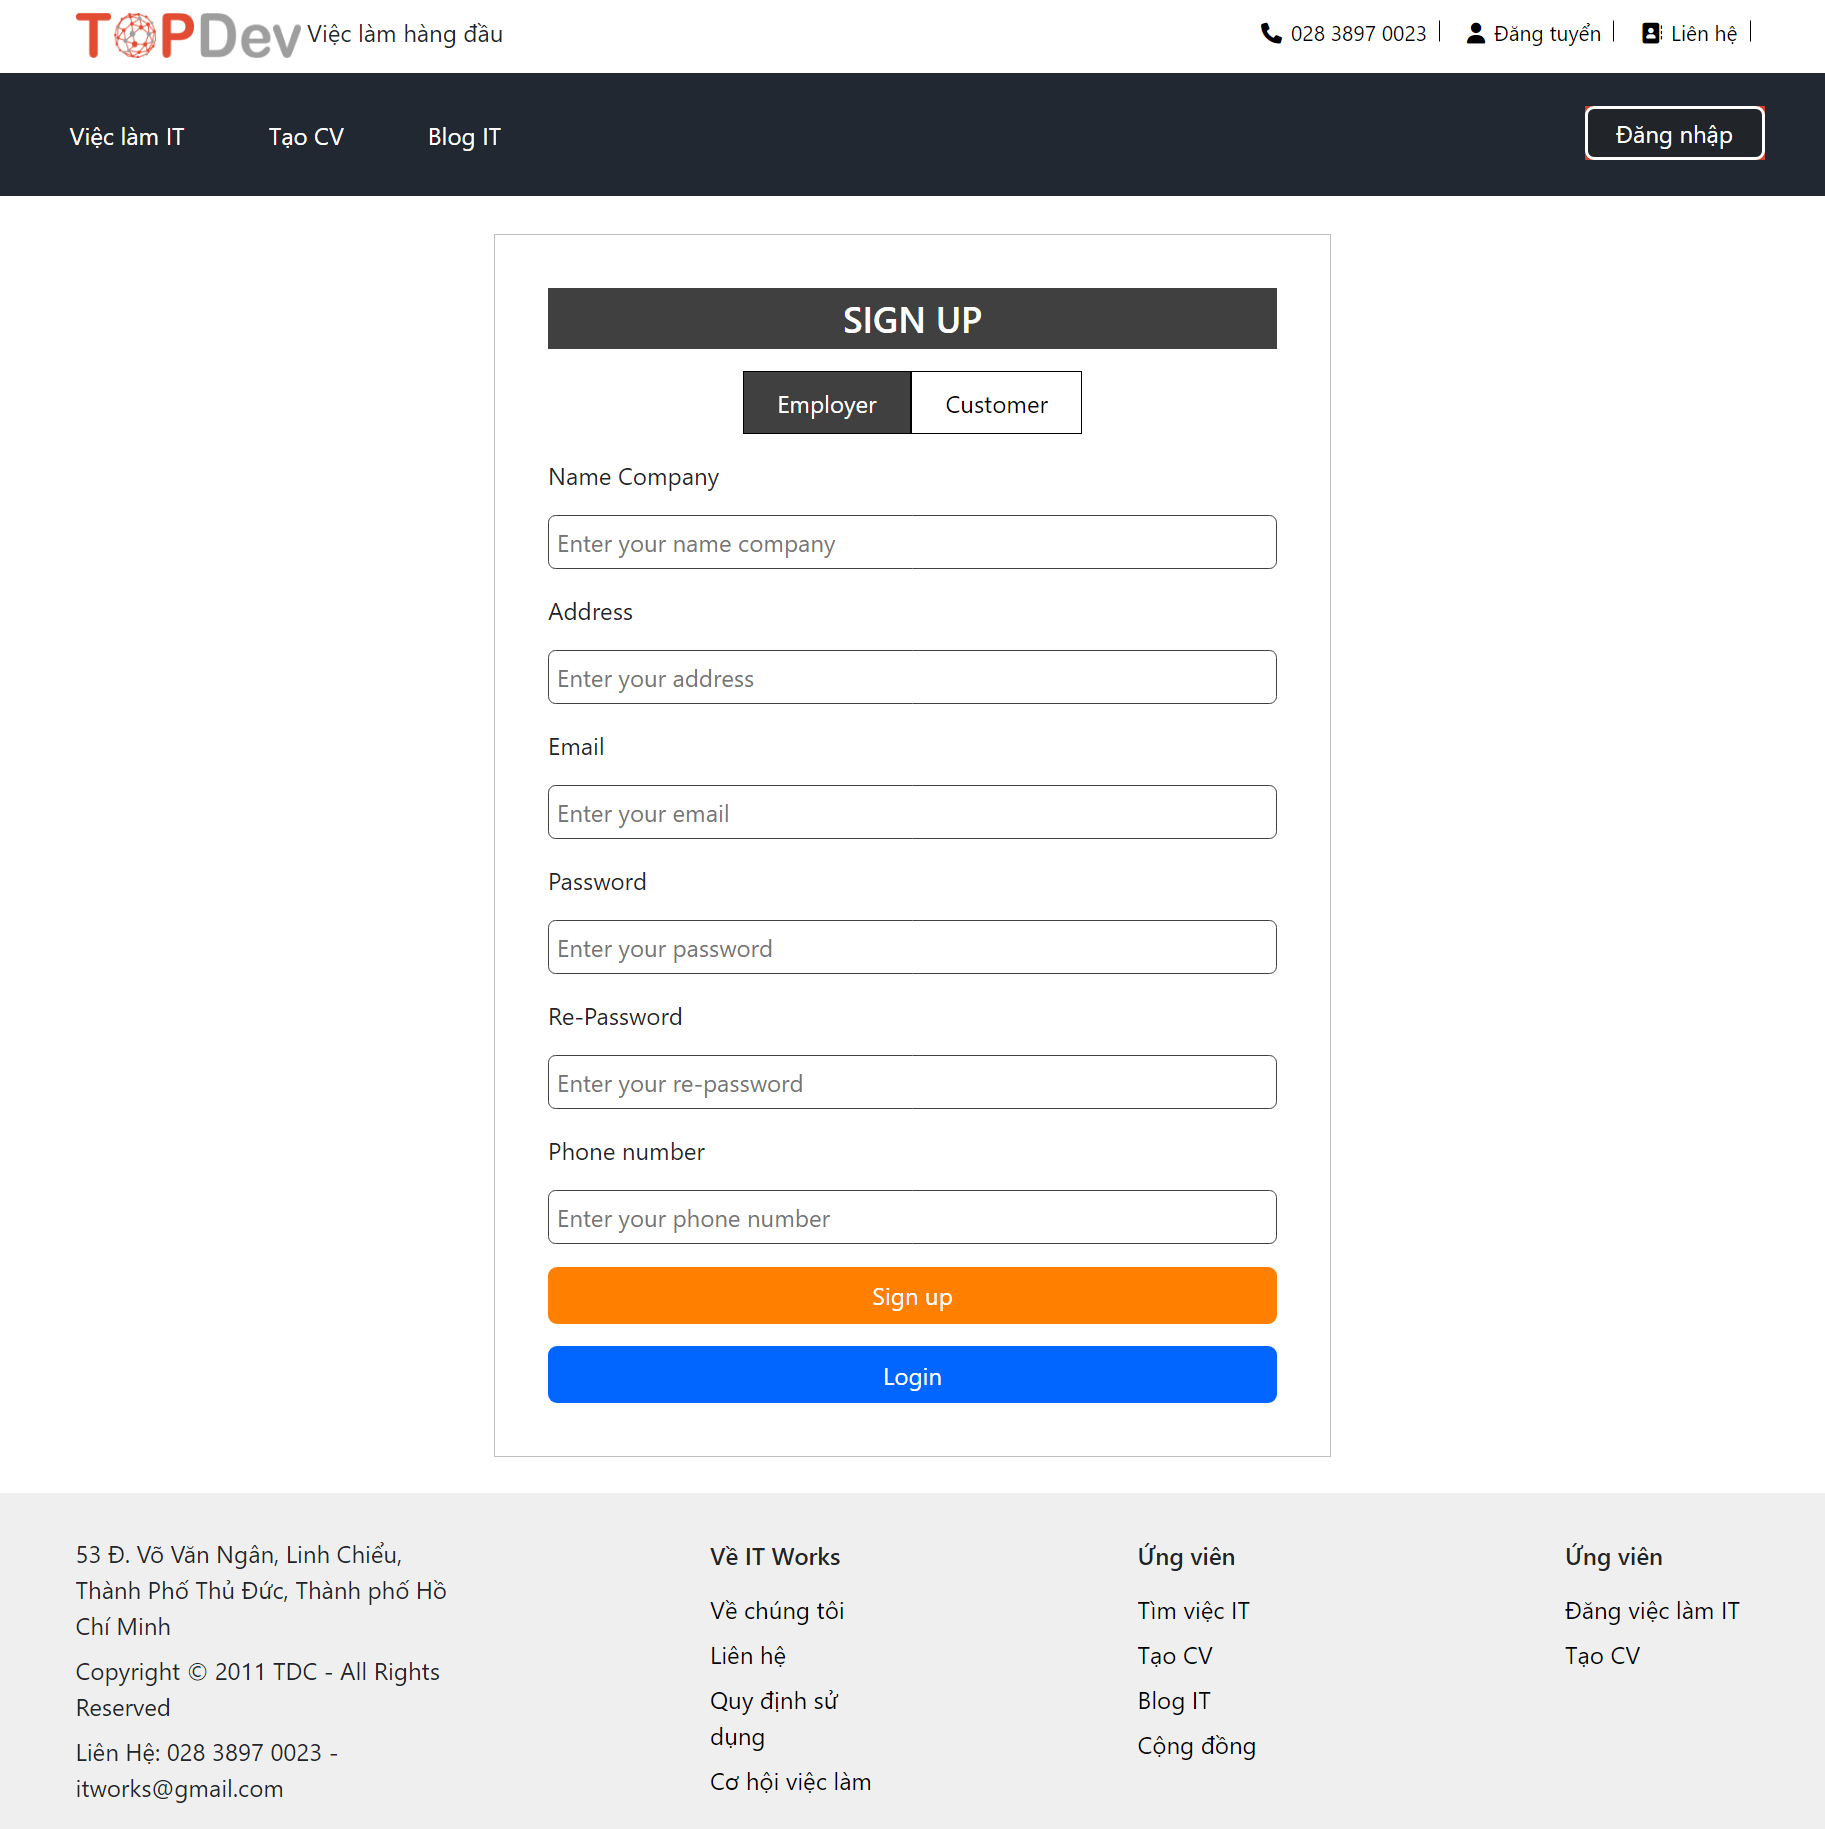 TOPDev Việc làm hàng đầu
028 3897 0023
Đăng tuyển
Liên hệ
Việc làm IT
Tạo CV
Blog IT
Đăng nhập
SIGN UP
Employer
Customer
Name Company
Enter your name company
Address
Enter your address
Email
Enter your email
Password
Enter your password
Re-Password
Enter your re-password
Phone number
Enter your phone number
Sign up
Login
53 Đ. Võ Văn Ngân, Linh Chiểu,
Thành Phố Thủ Đức, Thành phố Hồ
Chí Minh
Copyright © 2011 TDC - All Rights
Reserved
Liên Hệ: 028 3897 0023 -
itworks@gmail.com
Về IT Works
Về chúng tôi
Liên hệ
Quy định sử
dụng
Cơ hội việc làm
Ứng viên
Tìm việc IT
Tạo CV
Blog IT
Cộng đồng
Ứng viên
Đăng việc làm IT
Tạo CV